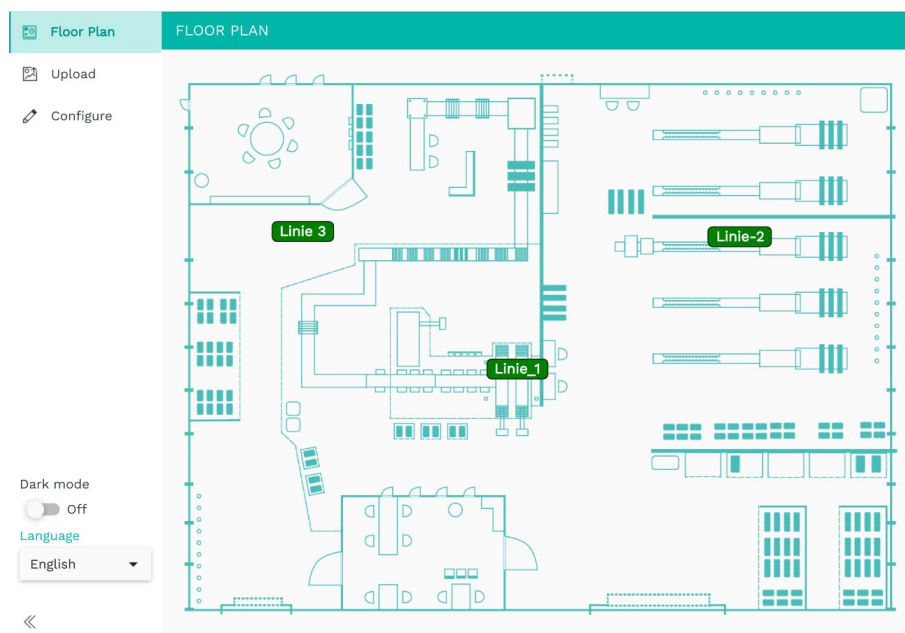 Floor Plan
FLOOR PLAN
Upload
Configure
Linie 3
Linie-2
Linie_1
Dark mode
Off
Language
English